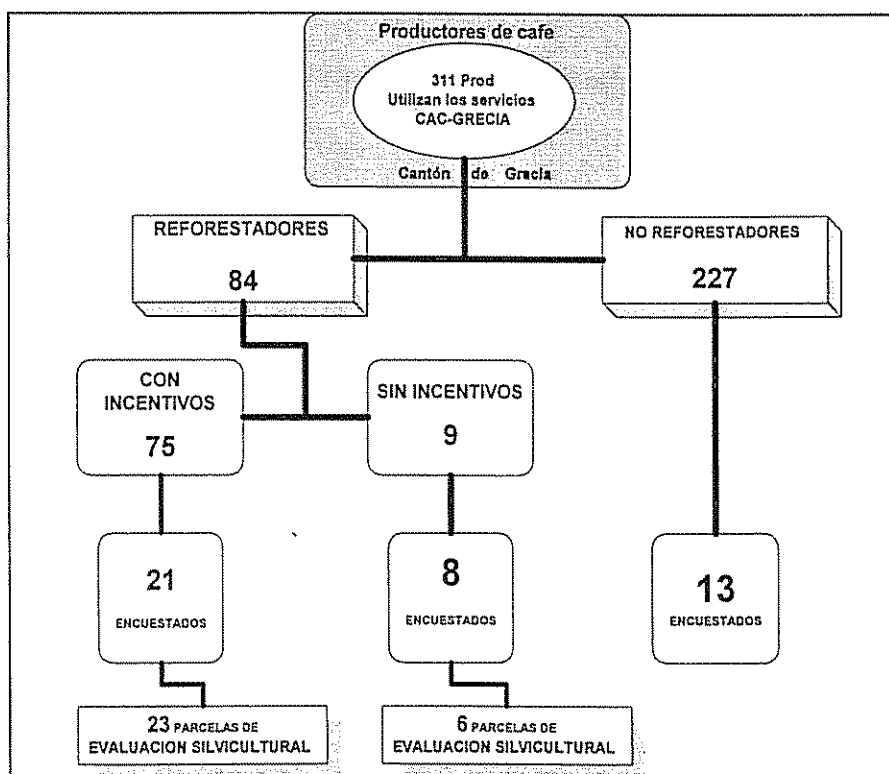 Productores de cafe
311 Prod
Utilizan los servicios
CAC-GRECIA
Cantón de Grecia
REFORESTADORES
84
NO REFORESTADORES
227
CON
INCENTIVOS
75
SIN INCENTIVOS
9
21
ENCUESTADOS
8
ENCUESTADOS
13
ENCUESTADOS
23 PARCELAS DE
EVALUACION SILVICULTURAL
6 PARCELAS DE
EVALUACION SILVICULTURAL